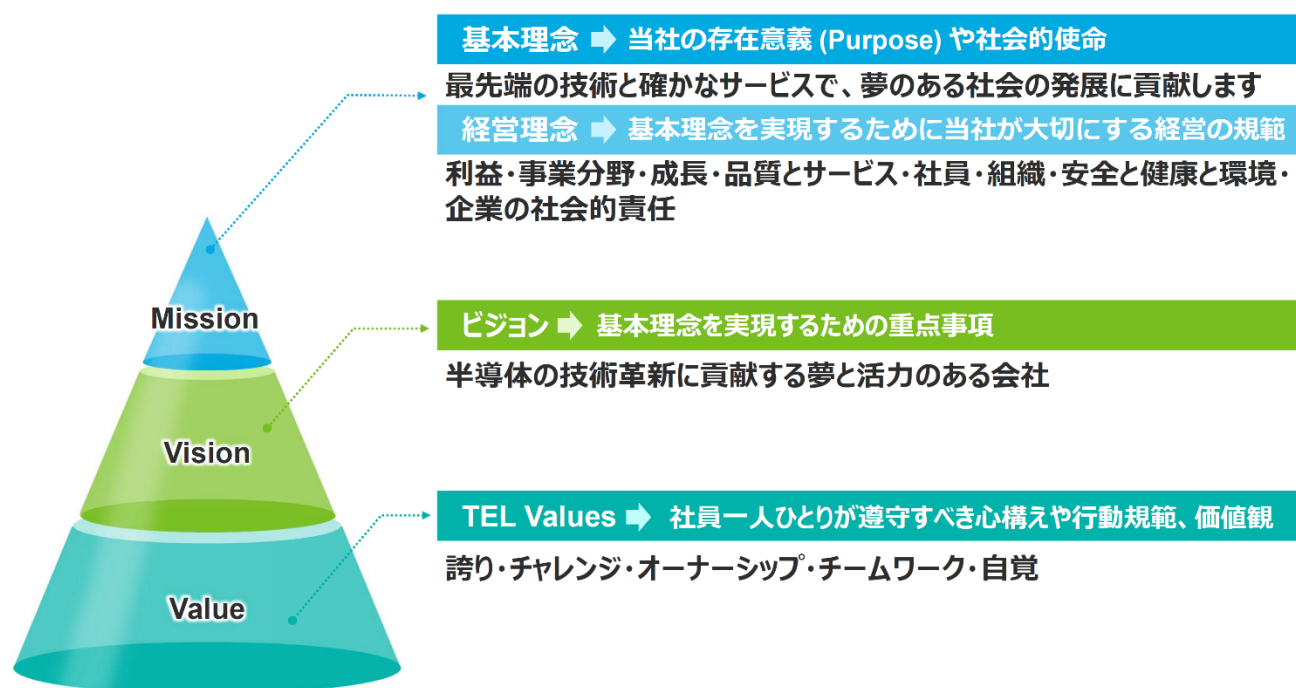 基本理念 ➡ 当社の存在意義 (Purpose) や社会的使命
最先端の技術と確かなサービスで、夢のある社会の発展に貢献します
経営理念 ➡ 基本理念を実現するために当社が大切にする経営の規範
利益・事業分野・成長・品質とサービス・社員・組織・安全と健康と環境・
企業の社会的責任
Mission
ビジョン ➡ 基本理念を実現するための重点事項
半導体の技術革新に貢献する夢と活力のある会社
Vision
TEL Values ➡ 社員一人ひとりが遵守すべき心構えや行動規範、価値観
誇り・チャレンジ・オーナーシップ・チームワーク・自覚
Value